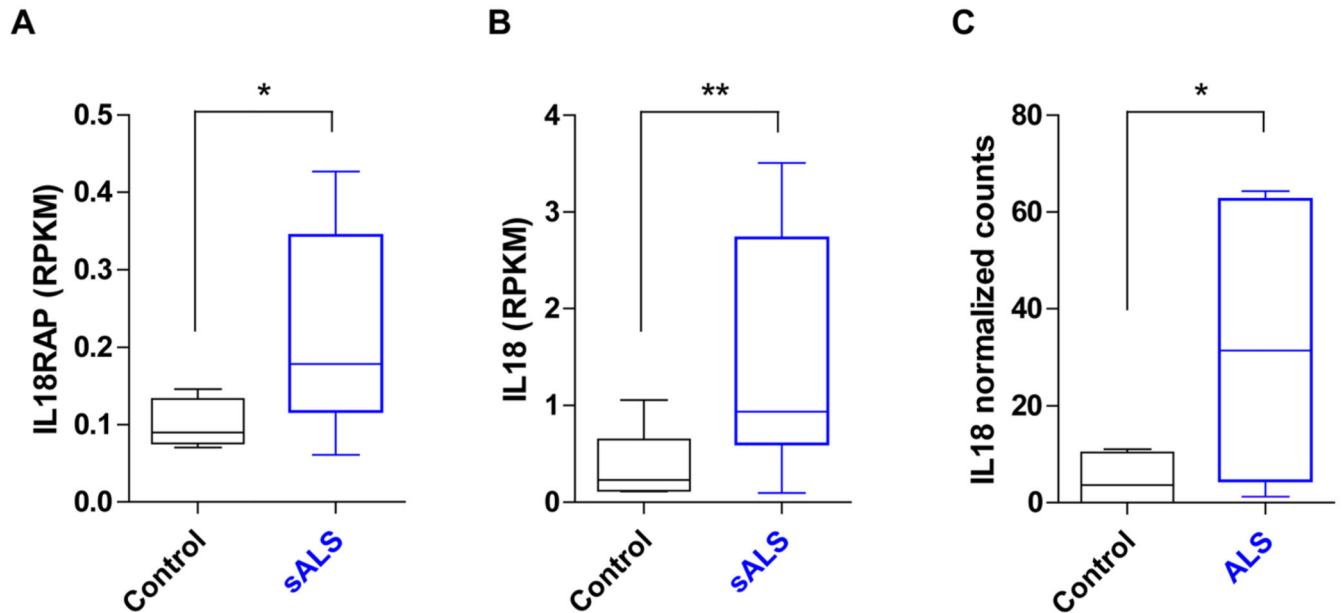 A
IL18RAP (RPKM)
0.5
0.4
0.3
0.2
0.1
0.0
*
Control
sALS
B
IL18 (RPKM)
4
3
2
1
0
**
Control
sALS
C
IL18 normalized counts
80
60
40
20
0
*
Control
ALS